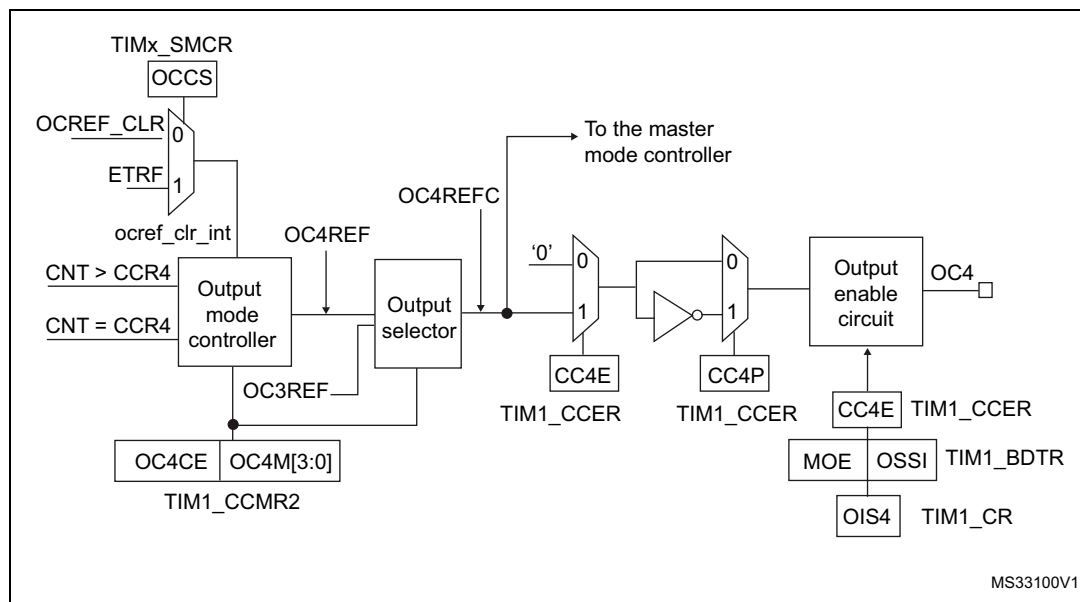 TIMx_SMCR
OCCS
OCREF_CLR
0
ETRF
1
ocref_clr_int
To the master
mode controller
OC4REFC
OC4REF
CNT > CCR4
CNT = CCR4
Output
mode
controller
Output
selector
OC3REF
'0'
0
1
0
1
Output
enable
circuit
OC4
CC4E
TIM1_CCER
CC4P
TIM1_CCER
CC4E
TIM1_CCER
OC4CE
OC4M[3:0]
TIM1_CCMR2
MOE
OSSI
TIM1_BDTR
OIS4
TIM1_CR
MS33100V1